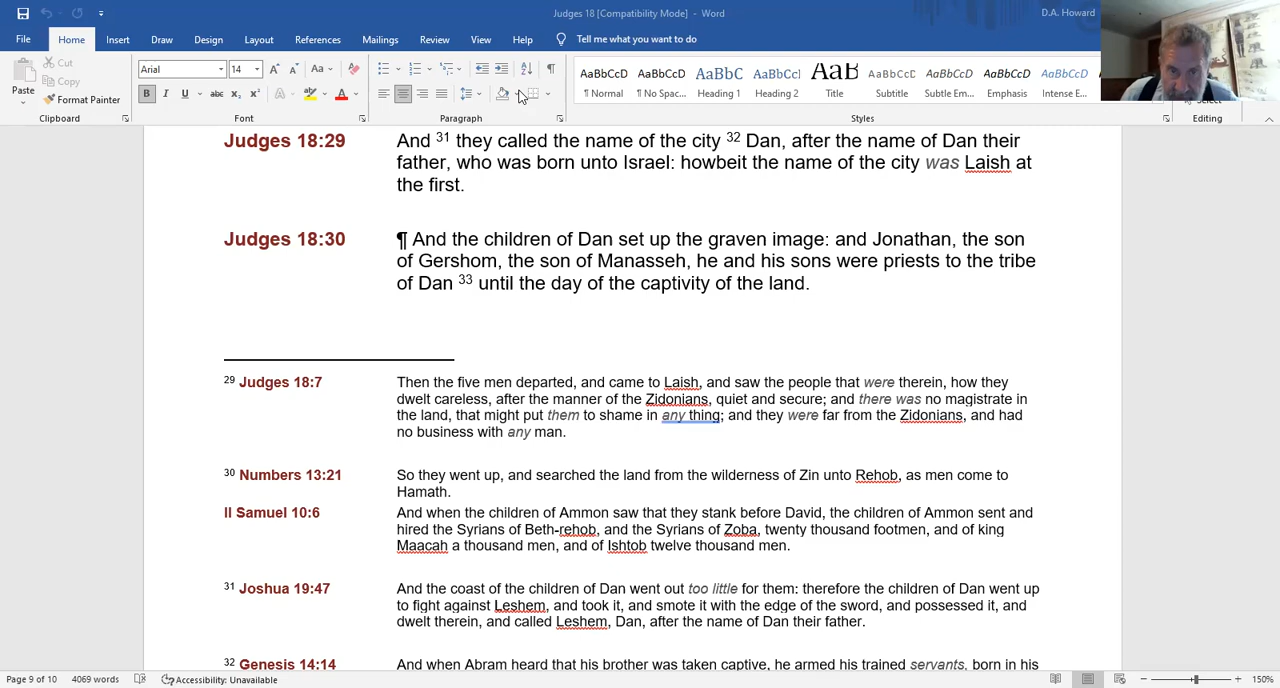 Judges 18 [Compatibility Mode] - Word
D.A. Howard
File Home Insert Draw Design Layout References Mailings Review View Help Tell me what you want to do
Paste
Cut
Copy
Format Painter
Clipboard
Arial 14
Font
Paragraph
AaBbCcD AaBbCcD AaBbC AaBbCcl AaB AaBbCcD AaBbCcD AaBbCcD AaBbCcD
¶ Normal ¶ No Spac... Heading 1 Heading 2 Title Subtitle Subtle Em... Emphasis Intense E...
Styles
Select
Editing
Judges 18:29 And 31 they called the name of the city 32 Dan, after the name of Dan their
father, who was born unto Israel: howbeit the name of the city was Laish at
the first.
Judges 18:30 ¶ And the children of Dan set up the graven image: and Jonathan, the son
of Gershom, the son of Manasseh, he and his sons were priests to the tribe
of Dan 33 until the day of the captivity of the land.
29 Judges 18:7 Then the five men departed, and came to Laish, and saw the people that were therein, how they
dwelt careless, after the manner of the Zidonians, quiet and secure; and there was no magistrate in
the land, that might put them to shame in any thing; and they were far from the Zidonians, and had
no business with any man.
30 Numbers 13:21 So they went up, and searched the land from the wilderness of Zin unto Rehob, as men come to
Hamath.
II Samuel 10:6 And when the children of Ammon saw that they stank before David, the children of Ammon sent and
hired the Syrians of Beth-rehob, and the Syrians of Zoba, twenty thousand footmen, and of king
Maacah a thousand men, and of Ishtob twelve thousand men.
31 Joshua 19:47 And the coast of the children of Dan went out too little for them: therefore the children of Dan went up
to fight against Leshem, and took it, and smote it with the edge of the sword, and possessed it, and
dwelt therein, and called Leshem, Dan, after the name of Dan their father.
32 Genesis 14:14 And when Abram heard that his brother was taken captive, he armed his trained servants, born in his
Page 9 of 10 4069 words Accessibility: Unavailable 150%